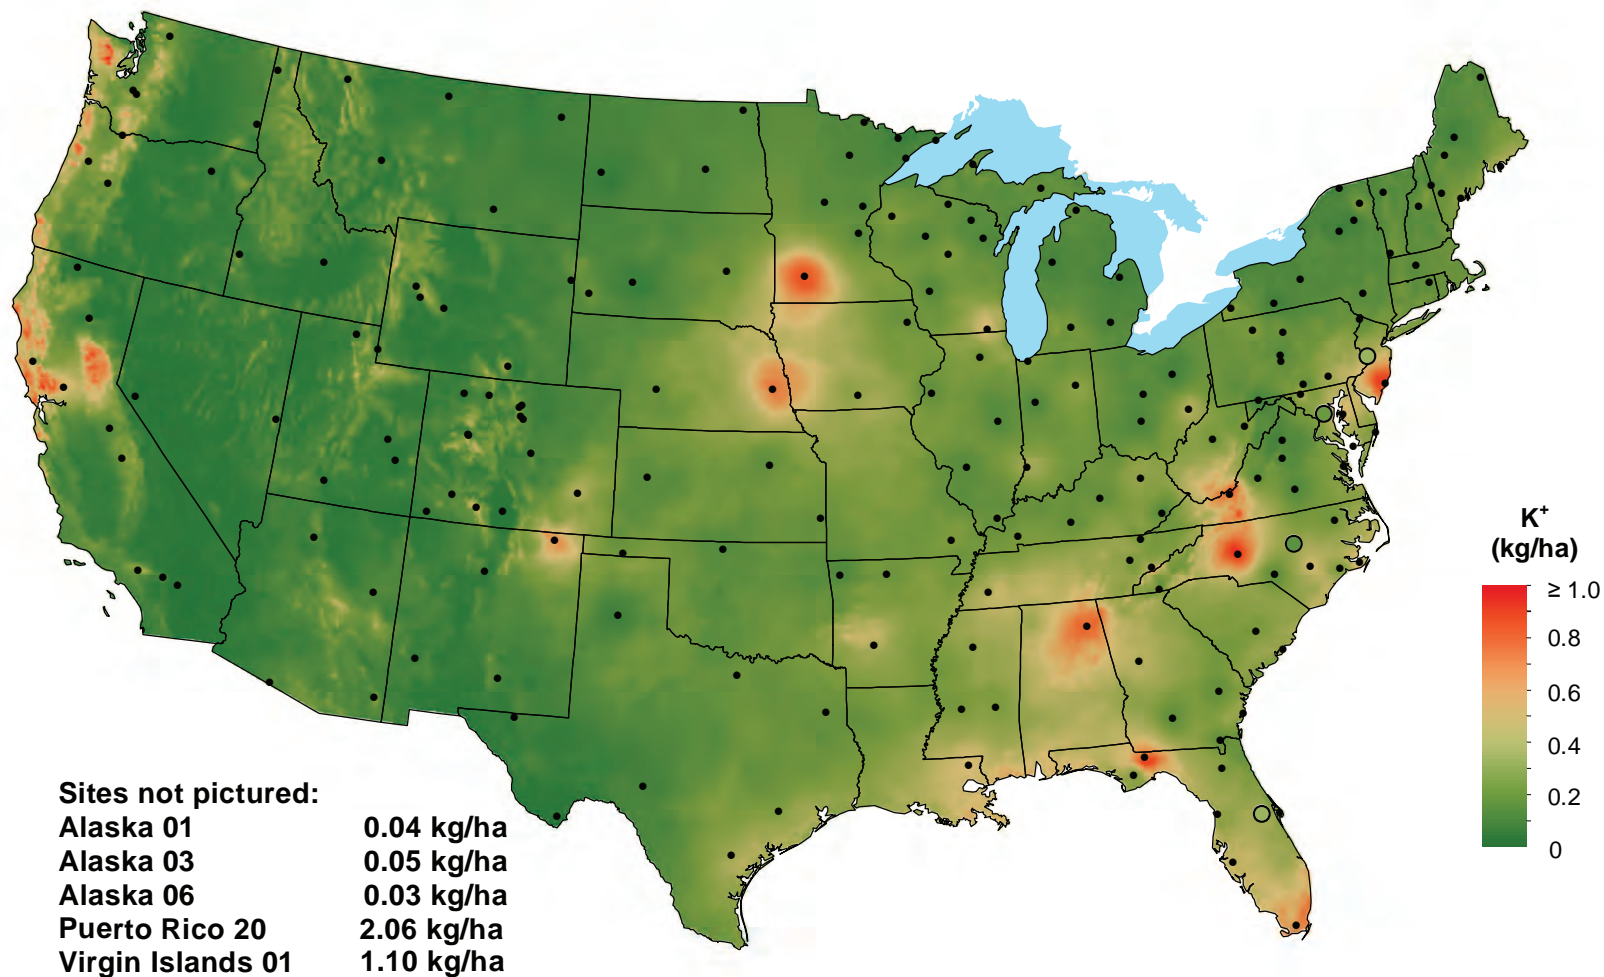 K+
(kg/ha)
≥ 1.0
0.8
0.6
0.4
0.2
0
Sites not pictured:
Alaska 01 0.04 kg/ha
Alaska 03 0.05 kg/ha
Alaska 06 0.03 kg/ha
Puerto Rico 20 2.06 kg/ha
Virgin Islands 01 1.10 kg/ha